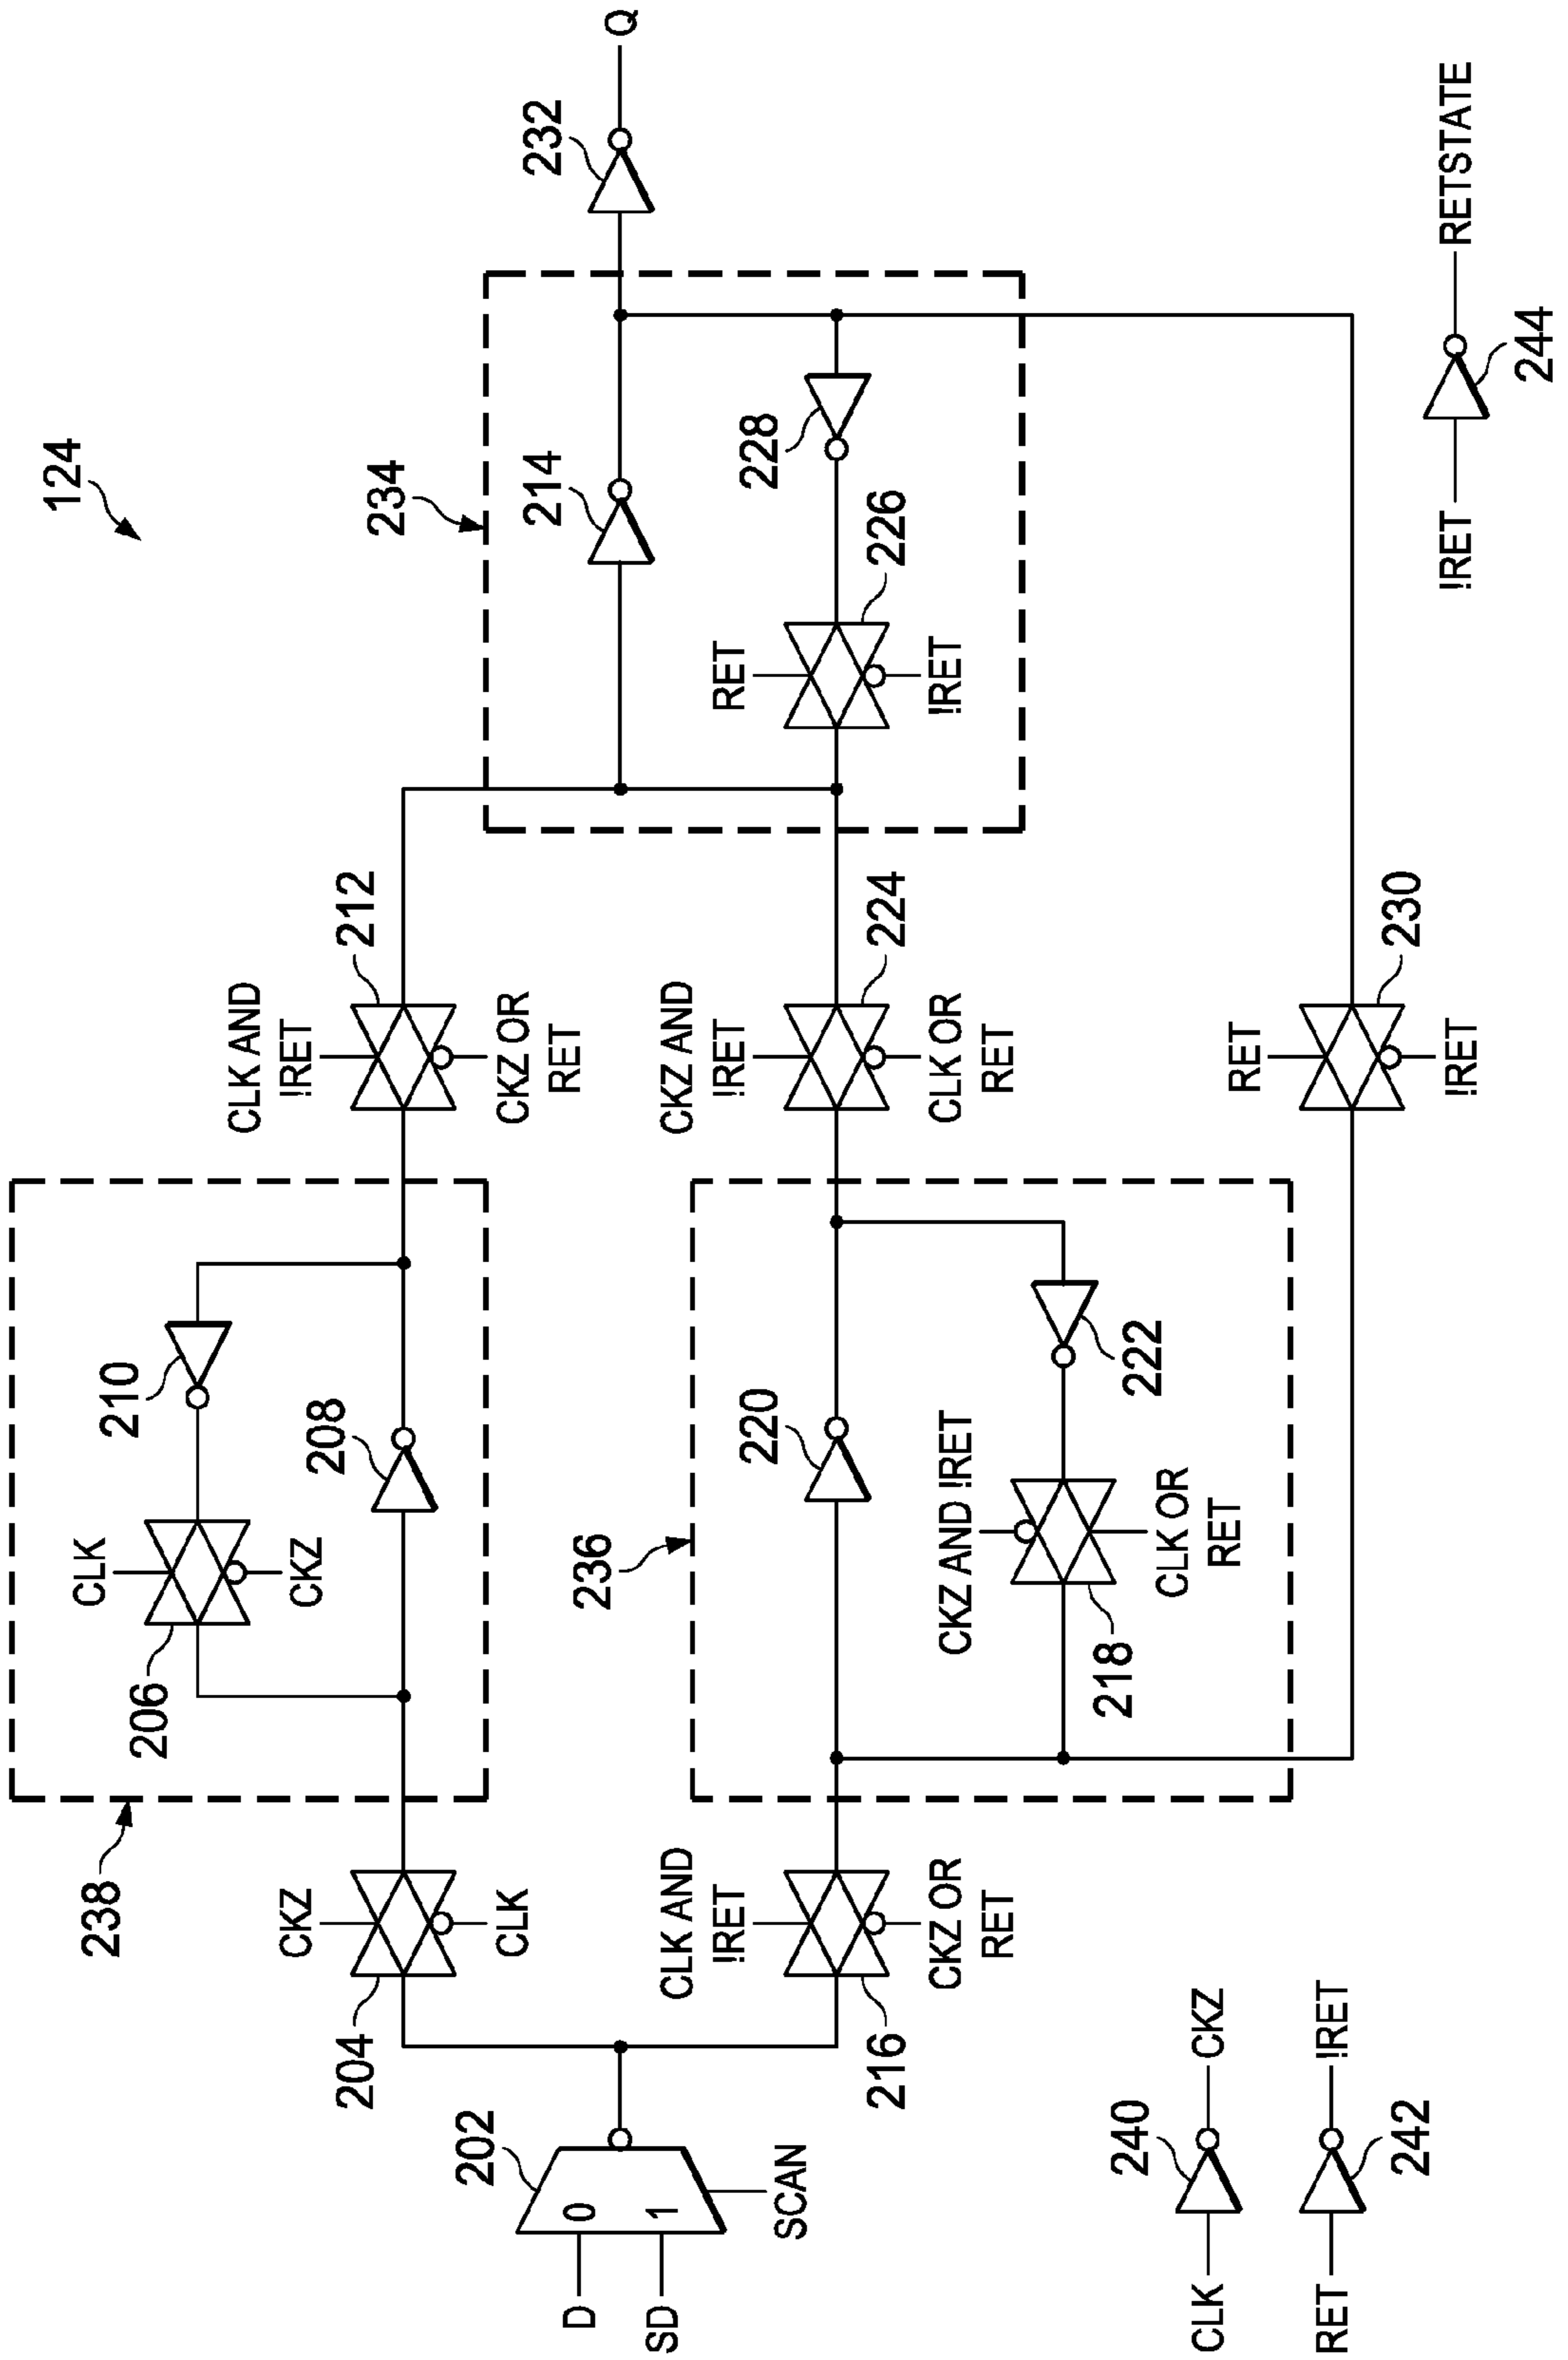 124
238
CLK
210
206
CKZ
208
CKZ
204
CLK
CLK AND
!RET
212
CKZ OR
RET
234
214
232
Q
202
D
0
SD
1
SCAN
CLK AND
!RET
216
CKZ OR
RET
236
220
CKZ AND !RET
222
218
CLK OR
RET
CKZ AND
!RET
224
CLK OR
RET
RET
228
226
!RET
RET
230
!RET
CLK
240
CKZ
RET
242
!RET
!RET
244
RETSTATE